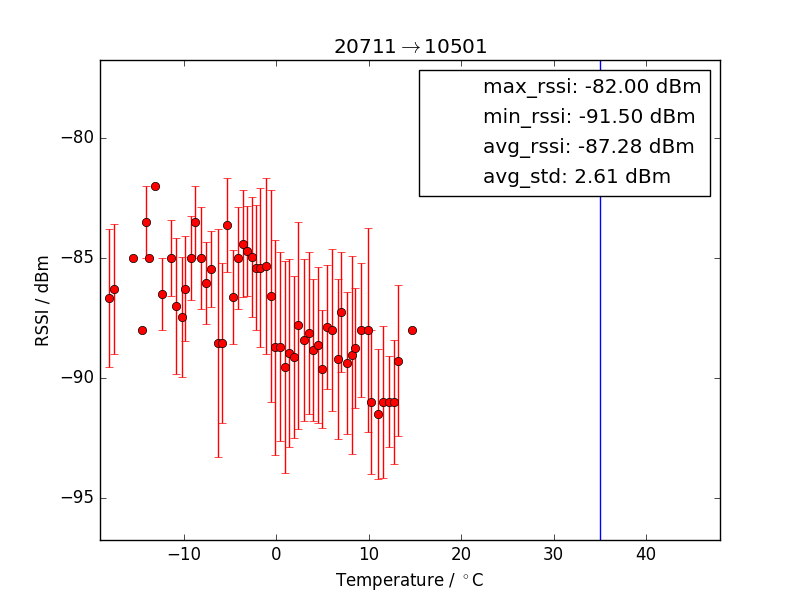 20711→10501
max_rssi: -82.00 dBm
min_rssi: -91.50 dBm
avg_rssi: -87.28 dBm
avg_std: 2.61 dBm
−80
−85
−90
−95
RSSI / dBm
−10 0 10 20 30 40
Temperature / °C